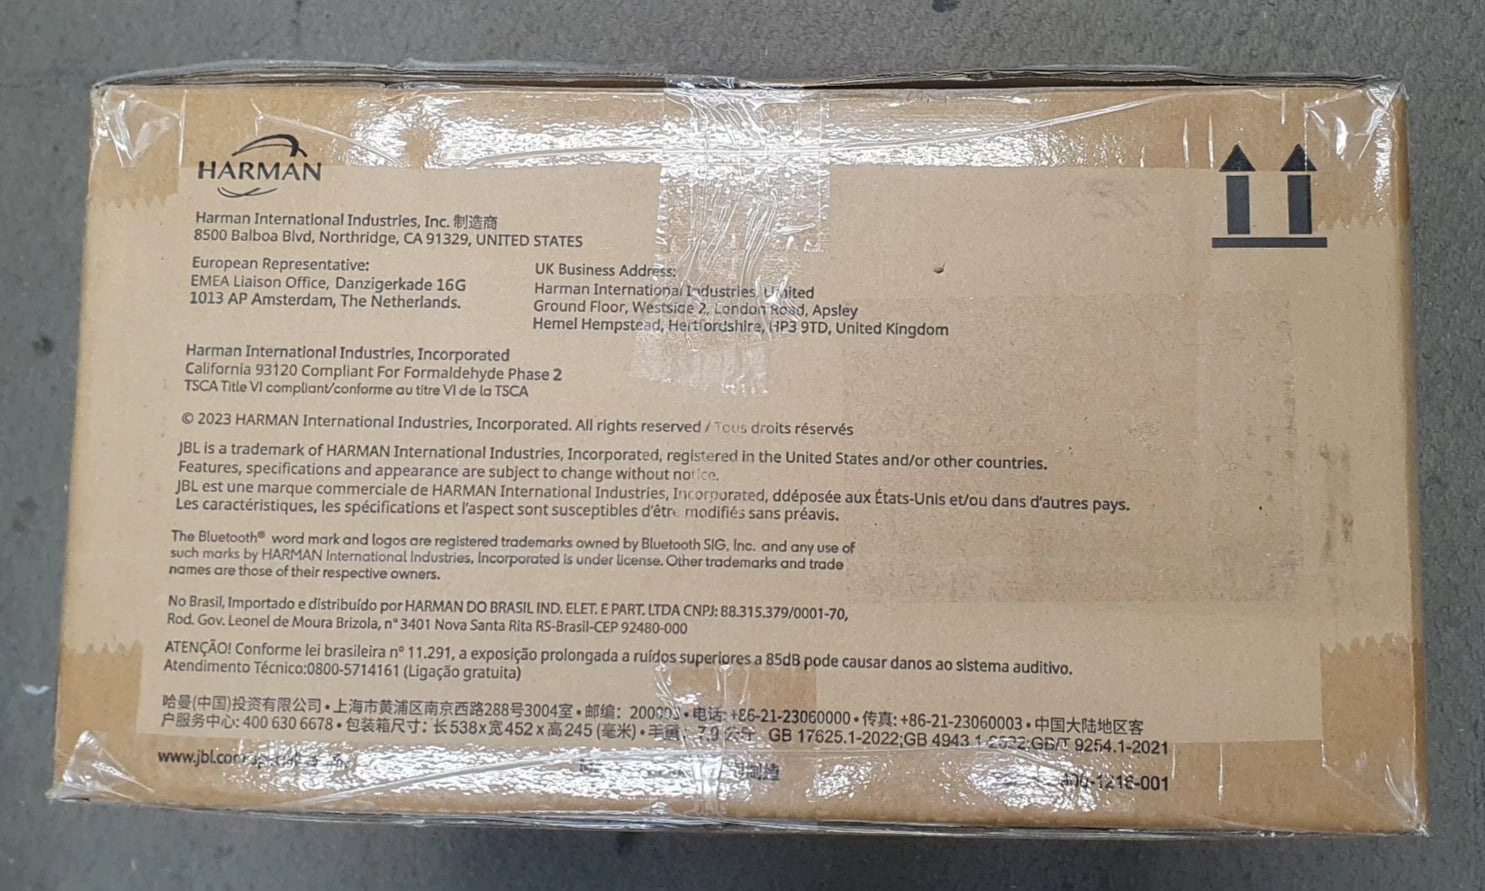 HARMAN
Harman International Industries, Inc. 制造商
8500 Balboa Blvd, Northridge, CA 91329, UNITED STATES
European Representative:
EMEA Liaison Office, Danzigerkade 16G
1013 AP Amsterdam, The Netherlands.
UK Business Address:
Harman International Industries, Limited
Ground Floor, Westside 2, London Road, Apsley
Hemel Hempstead, Hertfordshire, HP3 9TD, United Kingdom
Harman International Industries, Incorporated
California 93120 Compliant For Formaldehyde Phase 2
TSCA Title VI compliant/conforme au titre VI de la TSCA
© 2023 HARMAN International Industries, Incorporated. All rights reserved / Tous droits réservés
JBL is a trademark of HARMAN International Industries, Incorporated, registered in the United States and/or other countries.
Features, specifications and appearance are subject to change without notice.
JBL est une marque commerciale de HARMAN International Industries, Incorporated, ddéposée aux États-Unis et/ou dans d'autres pays.
Les caractéristiques, les spécifications et l'aspect sont susceptibles d'être modifiés sans préavis.
The Bluetooth® word mark and logos are registered trademarks owned by Bluetooth SIG, Inc. and any use of
such marks by HARMAN International Industries, Incorporated is under license. Other trademarks and trade
names are those of their respective owners.
No Brasil, Importado e distribuído por HARMAN DO BRASIL IND. ELET. E PART. LTDA CNPJ: 88.315.379/0001-70,
Rod. Gov. Leonel de Moura Brizola, n° 3401 Nova Santa Rita RS-Brasil-CEP 92480-000
ATENÇÃO! Conforme lei brasileira nº 11.291, a exposição prolongada a ruídos superiores a 85dB pode causar danos ao sistema auditivo.
Atendimento Técnico:0800-5714161 (Ligação gratuita)
哈曼(中国)投资有限公司 • 上海市黄浦区南京西路288号3004室 • 邮编: • 电话: +86-21-23060000 • 传真: +86-21-23060003 • 中国大陆地区客
户服务中心: 400 630 6678 • 包装箱尺寸: 长538x宽452 x 高245 (毫米) • 毛重: 7.9 公斤 GB 17625.1-2022;GB 4943.1-2022;GB/T 9254.1-2021